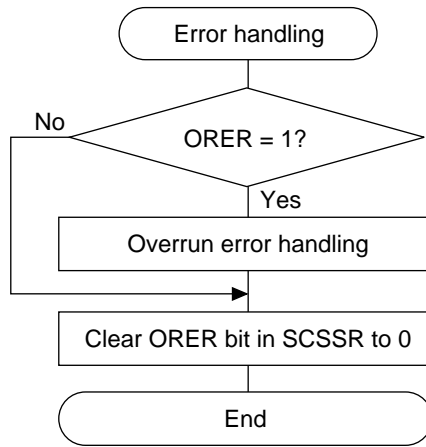 Error handling
No
ORER = 1?
Yes
Overrun error handling
Clear ORER bit in SCSSR to 0
End